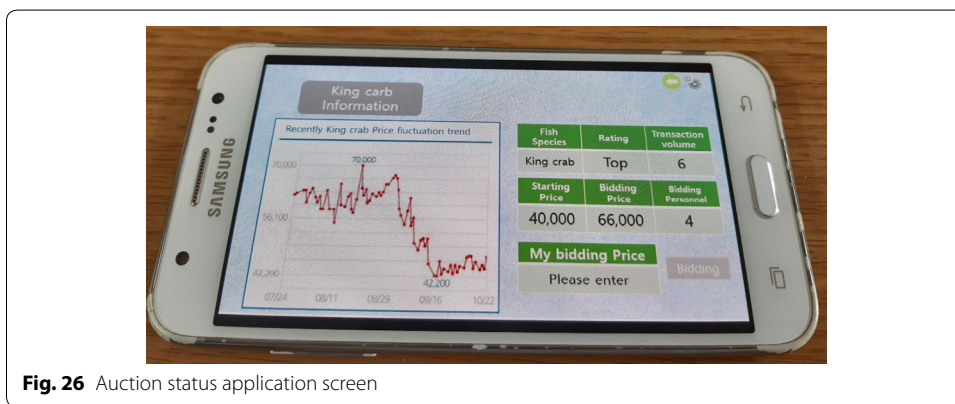 SAMSUNG
King carb
Information
Recently King crab Price fluctuation trend
70,000
70,000
56,100
42,200
42,200
07/24 08/11 08/29 09/16 10/22
Fish Species Rating Transaction volume
King crab Top 6
Starting Price Bidding Price Bidding Personnel
40,000 66,000 4
My bidding Price
Please enter
Bidding
Fig. 26 Auction status application screen